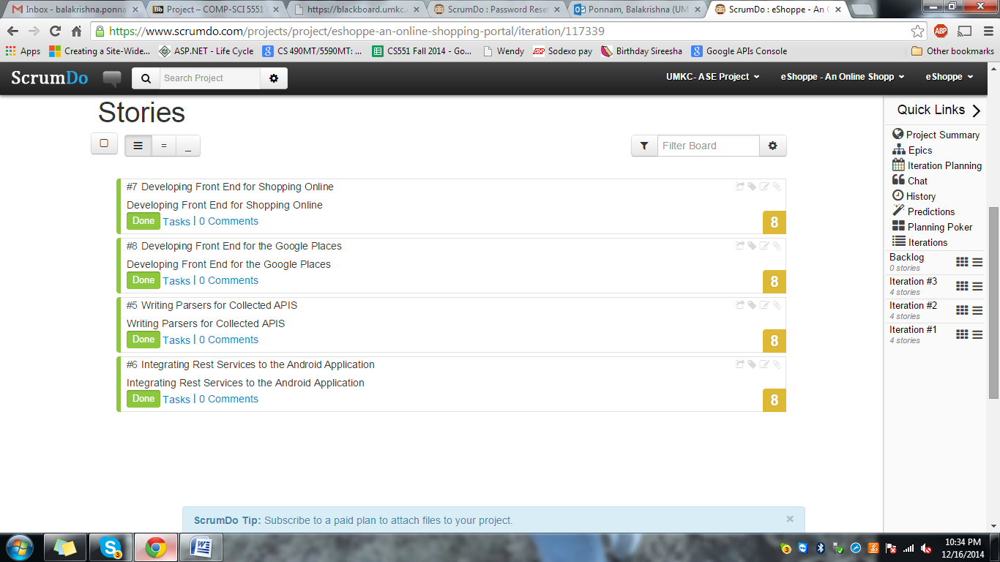 Inbox - balakrishna.ponna
Project – COMP-SCI 5551
https://blackboard.umkc.
ScrumDo : Password Rese
Ponnam, Balakrishna (UM
ScrumDo : eShoppe - An O
https://www.scrumdo.com/projects/project/eshoppe-an-online-shopping-portal/iteration/117339
ABP
Apps
Creating a Site-Wide...
ASP.NET - Life Cycle
CS 490MT/5590MT: ...
CS551 Fall 2014 - Go...
Wendy
Sodexo pay
Birthday Sireesha
Google APIs Console
Other bookmarks
ScrumDo
Search Project
UMKC- ASE Project
eShoppe - An Online Shopp
eShoppe
Stories
Filter Board
#7 Developing Front End for Shopping Online
Developing Front End for Shopping Online
Done Tasks | 0 Comments
8
#8 Developing Front End for the Google Places
Developing Front End for the Google Places
Done Tasks | 0 Comments
8
#5 Writing Parsers for Collected APIS
Writing Parsers for Collected APIS
Done Tasks | 0 Comments
8
#6 Integrating Rest Services to the Android Application
Integrating Rest Services to the Android Application
Done Tasks | 0 Comments
8
Quick Links
Project Summary
Epics
Iteration Planning
Chat
History
Predictions
Planning Poker
Iterations
Backlog
0 stories
Iteration #3
4 stories
Iteration #2
4 stories
Iteration #1
4 stories
ScrumDo Tip: Subscribe to a paid plan to attach files to your project.
10:34 PM
12/16/2014